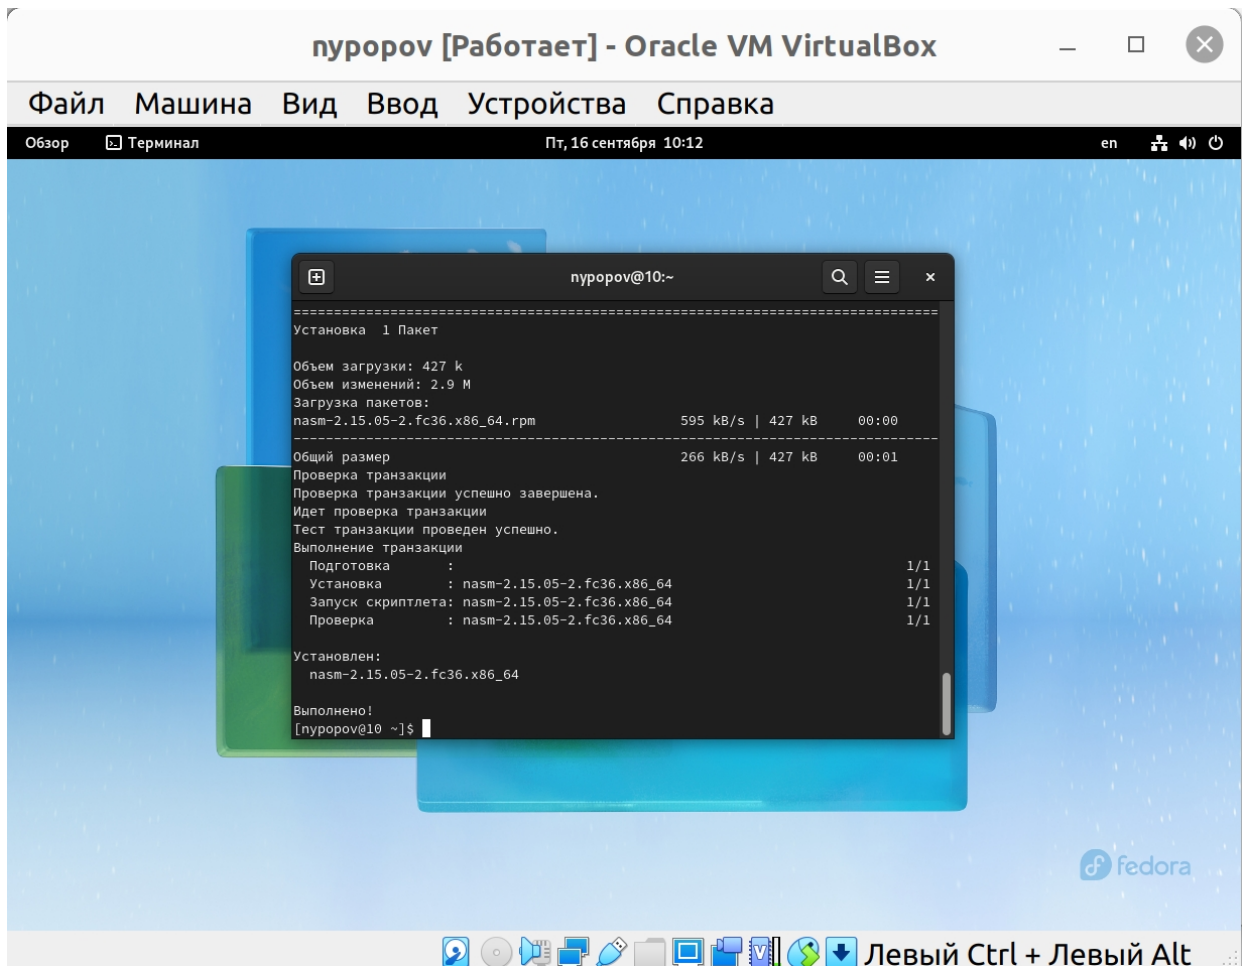 nypopov [Работает] - Oracle VM VirtualBox
Файл Машина Вид Ввод Устройства Справка
Обзор Терминал Пт, 16 сентября 10:12 en
nypopov@10:~
================================================================================
Установка 1 Пакет
Объем загрузки: 427 k
Объем изменений: 2.9 M
Загрузка пакетов:
nasm-2.15.05-2.fc36.x86_64.rpm 595 kB/s | 427 kB 00:00
--------------------------------------------------------------------------------
Общий размер 266 kB/s | 427 kB 00:01
Проверка транзакции
Проверка транзакции успешно завершена.
Идет проверка транзакции
Тест транзакции проведен успешно.
Выполнение транзакции
Подготовка : 1/1
Установка : nasm-2.15.05-2.fc36.x86_64 1/1
Запуск скриптлета: nasm-2.15.05-2.fc36.x86_64 1/1
Проверка : nasm-2.15.05-2.fc36.x86_64 1/1
Установлен:
nasm-2.15.05-2.fc36.x86_64
Выполнено!
[nypopov@10 ~]$
fedora
Левый Ctrl + Левый Alt